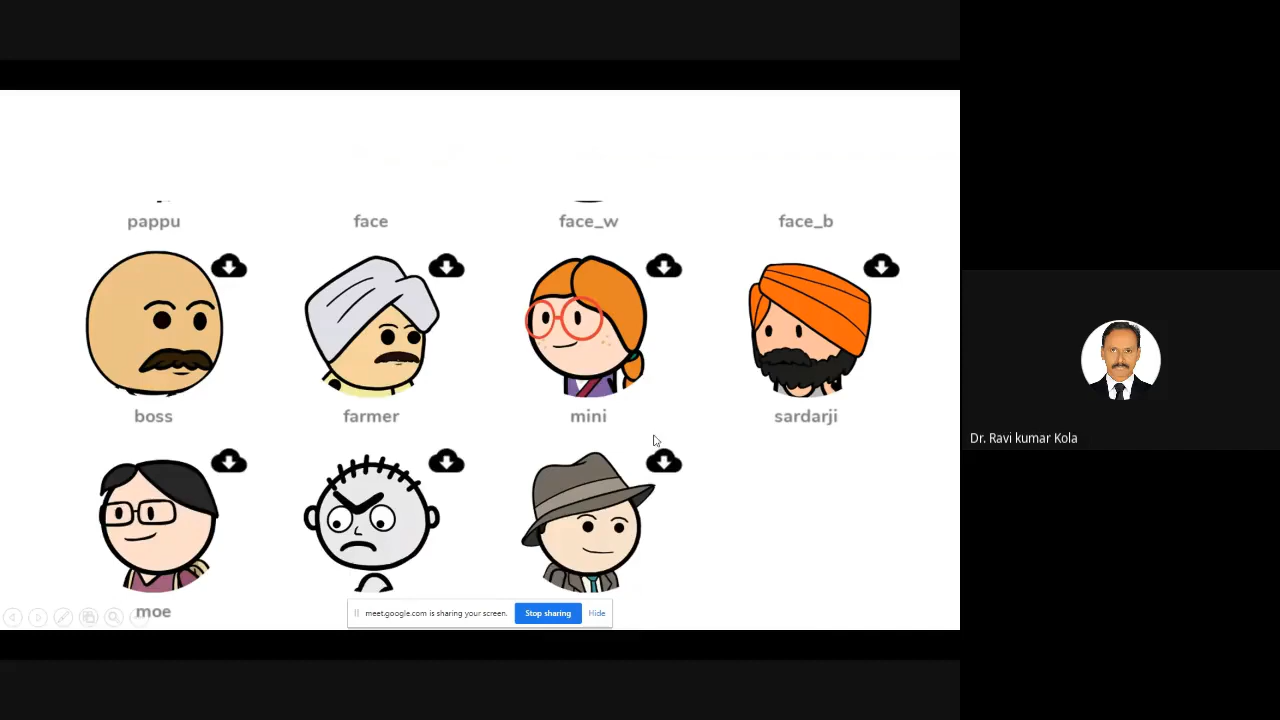 pappu face face_w face_b
boss farmer mini sardarji
Dr. Ravi kumar Kola
moe
meet.google.com is sharing your screen. Stop sharing Hide